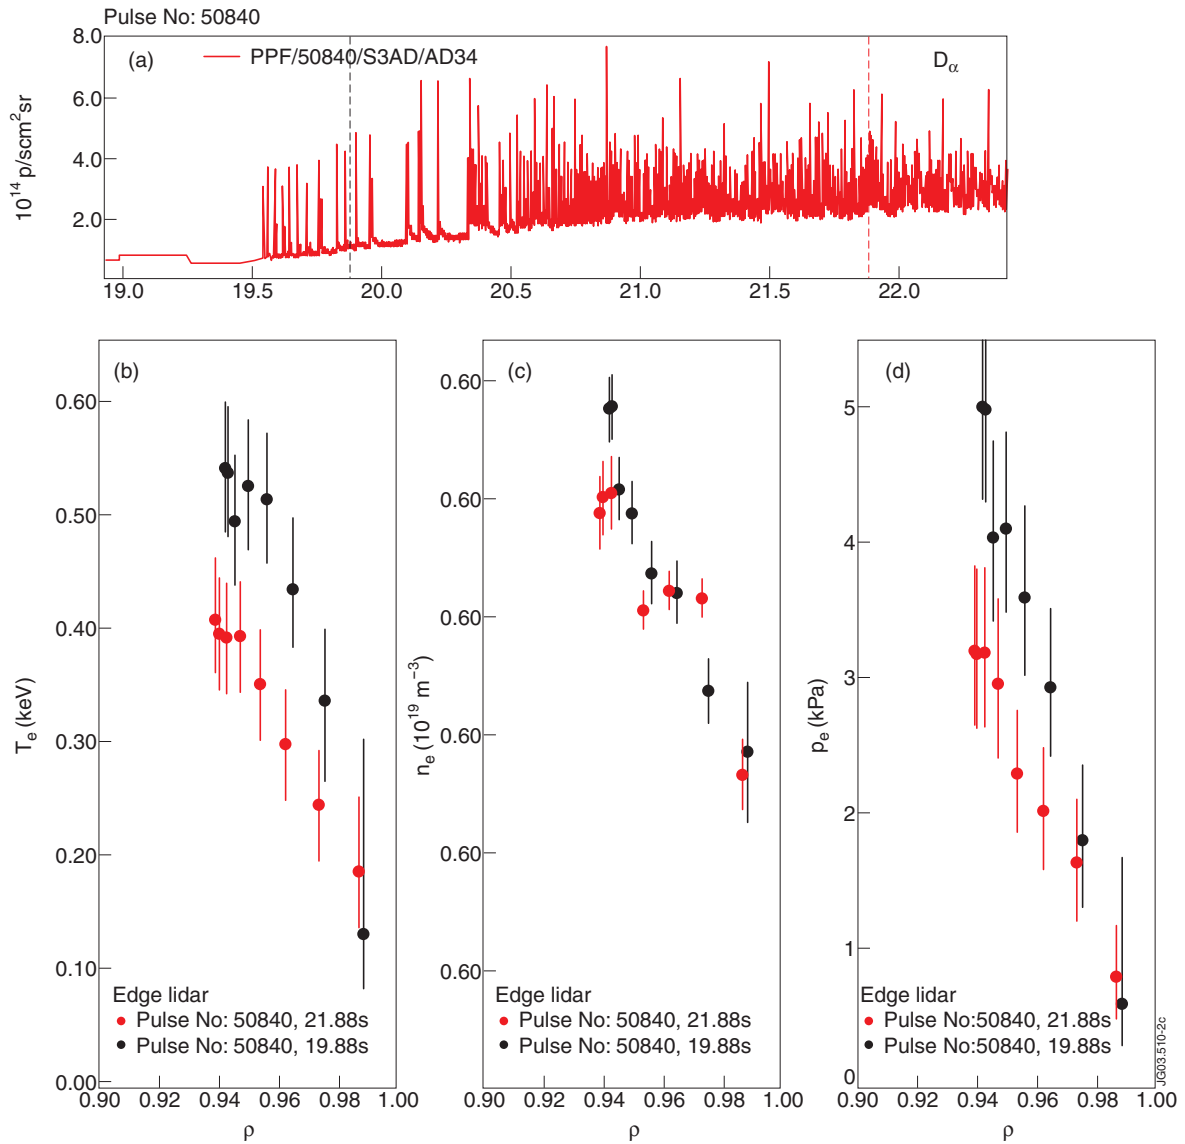 Pulse No: 50840
(a)
PPF/50840/S3AD/AD34
Dα
8.0
6.0
4.0
2.0
10¹⁴ p/scm²sr
19.0 19.5 20.0 20.5 21.0 21.5 22.0
(b)
0.60
0.50
0.40
0.30
0.20
0.10
0.00
Tₑ (keV)
Edge lidar
Pulse No: 50840, 21.88s
Pulse No: 50840, 19.88s
0.90 0.92 0.94 0.96 0.98 1.00
ρ
(c)
0.60
0.60
0.60
0.60
0.60
0.60
nₑ (10¹⁹ m⁻³)
Edge lidar
Pulse No: 50840, 21.88s
Pulse No: 50840, 19.88s
0.90 0.92 0.94 0.96 0.98 1.00
ρ
(d)
5
4
3
2
1
0
pₑ (kPa)
Edge lidar
Pulse No:50840, 21.88s
Pulse No:50840, 19.88s
0.90 0.92 0.94 0.96 0.98 1.00
ρ
JG03.510-2c